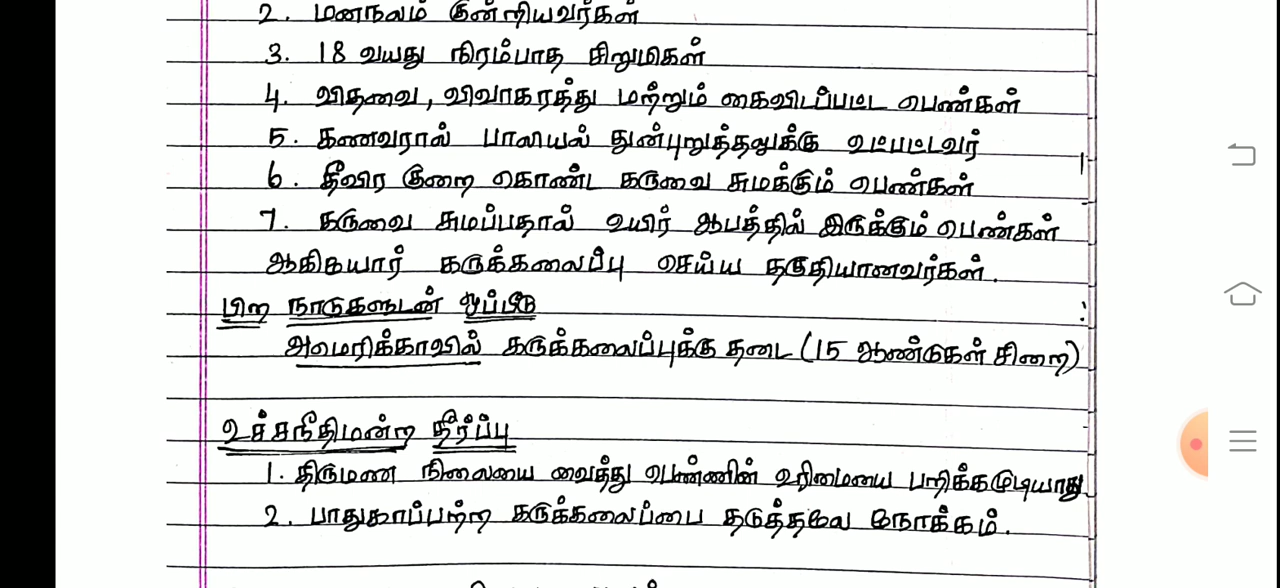 2. மனநலம் குன்றியவர்கள்
3. 18 வயது நிரம்பாத சிறுமிகள்
4. விதவை, விவாகரத்து மற்றும் கைவிடப்பட்ட பெண்கள்
5. கணவரால் பாலியல் துன்புறுத்தலுக்கு உட்பட்டவர்
6. தீவிர குறை கொண்ட கருவை சுமக்கும் பெண்கள்
7. கருவை சுமப்பதால் உயிர் ஆபத்தில் இருக்கும் பெண்கள்
ஆகியோர் கருக்கலைப்பு செய்ய தகுதியானவர்கள்.
பிற நாடுகளுடன் ஒப்பீடு
அமெரிக்காவில் கருக்கலைப்புக்கு தடை (15 ஆண்டுகள் சிறை)
உச்சநீதிமன்ற தீர்ப்பு
1. திருமண நிலையை வைத்து பெண்ணின் உரிமையை பறிக்கமுடியாது
2. பாதுகாப்பற்ற கருக்கலைப்பை தடுத்தலே நோக்கம்.